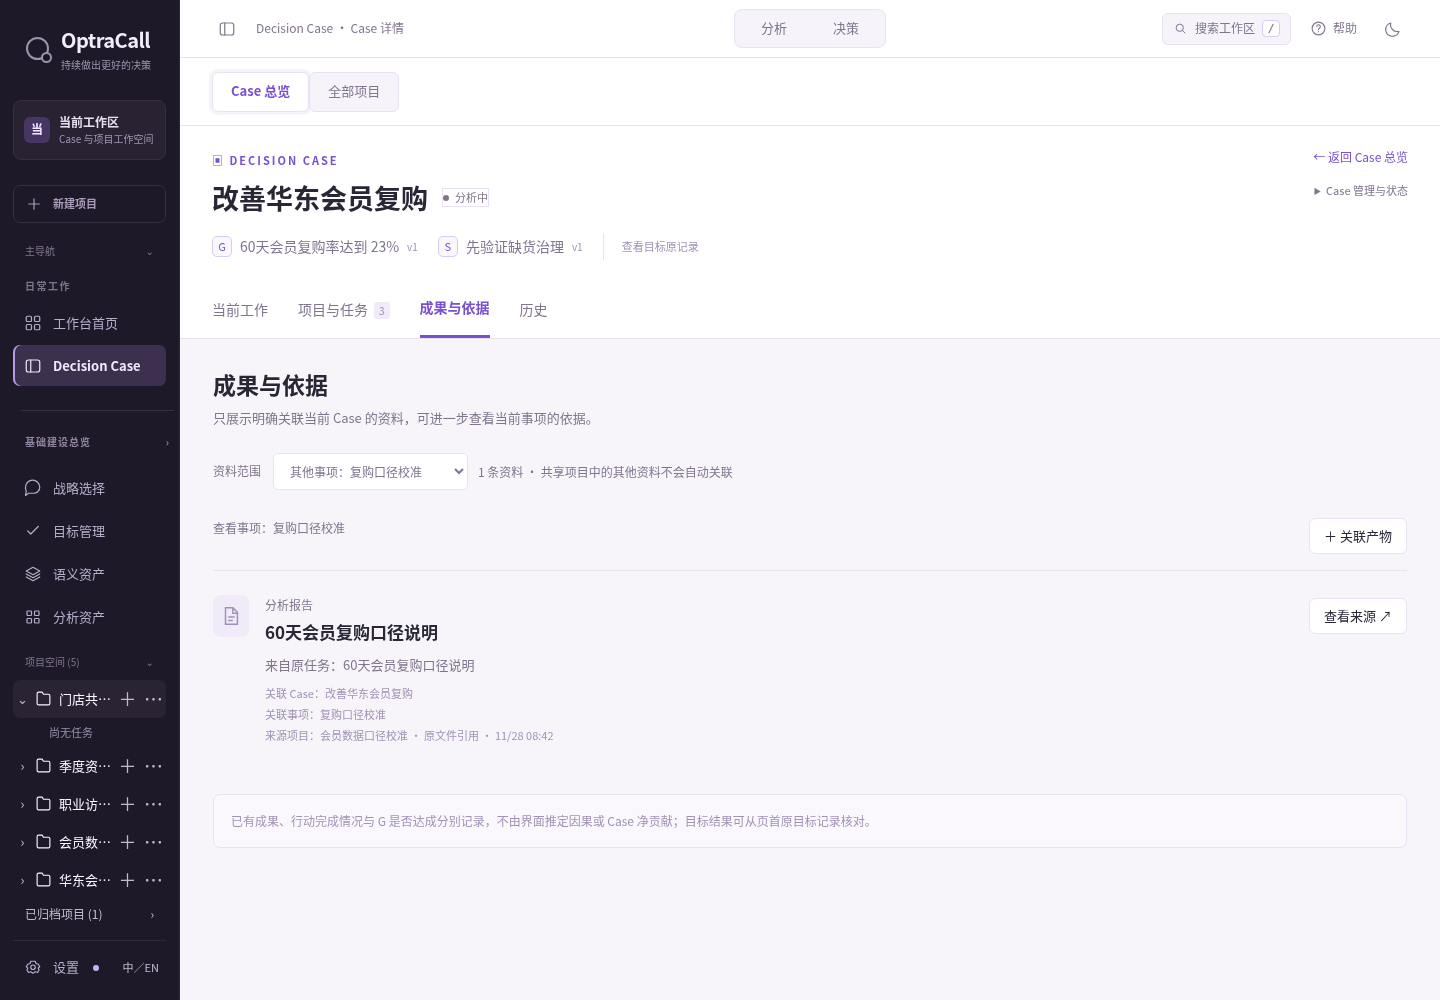 OptraCall
持续做出更好的决策
当
当前工作区
Case 与项目工作空间
新建项目
主导航
日常工作
工作台首页
Decision Case
基础建设总览
战略选择
目标管理
语义资产
分析资产
项目空间 (5)
门店共…
尚无任务
季度资…
职业访…
会员数…
华东会…
已归档项目 (1)
设置
中／EN
Decision Case · Case 详情
分析
决策
搜索工作区 /
帮助
Case 总览
全部项目
DECISION CASE
改善华东会员复购
分析中
← 返回 Case 总览
▶ Case 管理与状态
G 60天会员复购率达到 23% v1
S 先验证缺货治理 v1
查看目标原记录
当前工作
项目与任务 3
成果与依据
历史
成果与依据
只展示明确关联当前 Case 的资料，可进一步查看当前事项的依据。
资料范围
其他事项：复购口径校准
1 条资料 · 共享项目中的其他资料不会自动关联
查看事项：复购口径校准
＋ 关联产物
分析报告
60天会员复购口径说明
来自原任务：60天会员复购口径说明
关联 Case：改善华东会员复购
关联事项：复购口径校准
来源项目：会员数据口径校准 · 原文件引用 · 11/28 08:42
查看来源 ↗
已有成果、行动完成情况与 G 是否达成分别记录，不由界面推定因果或 Case 净贡献；目标结果可从页首原目标记录核对。